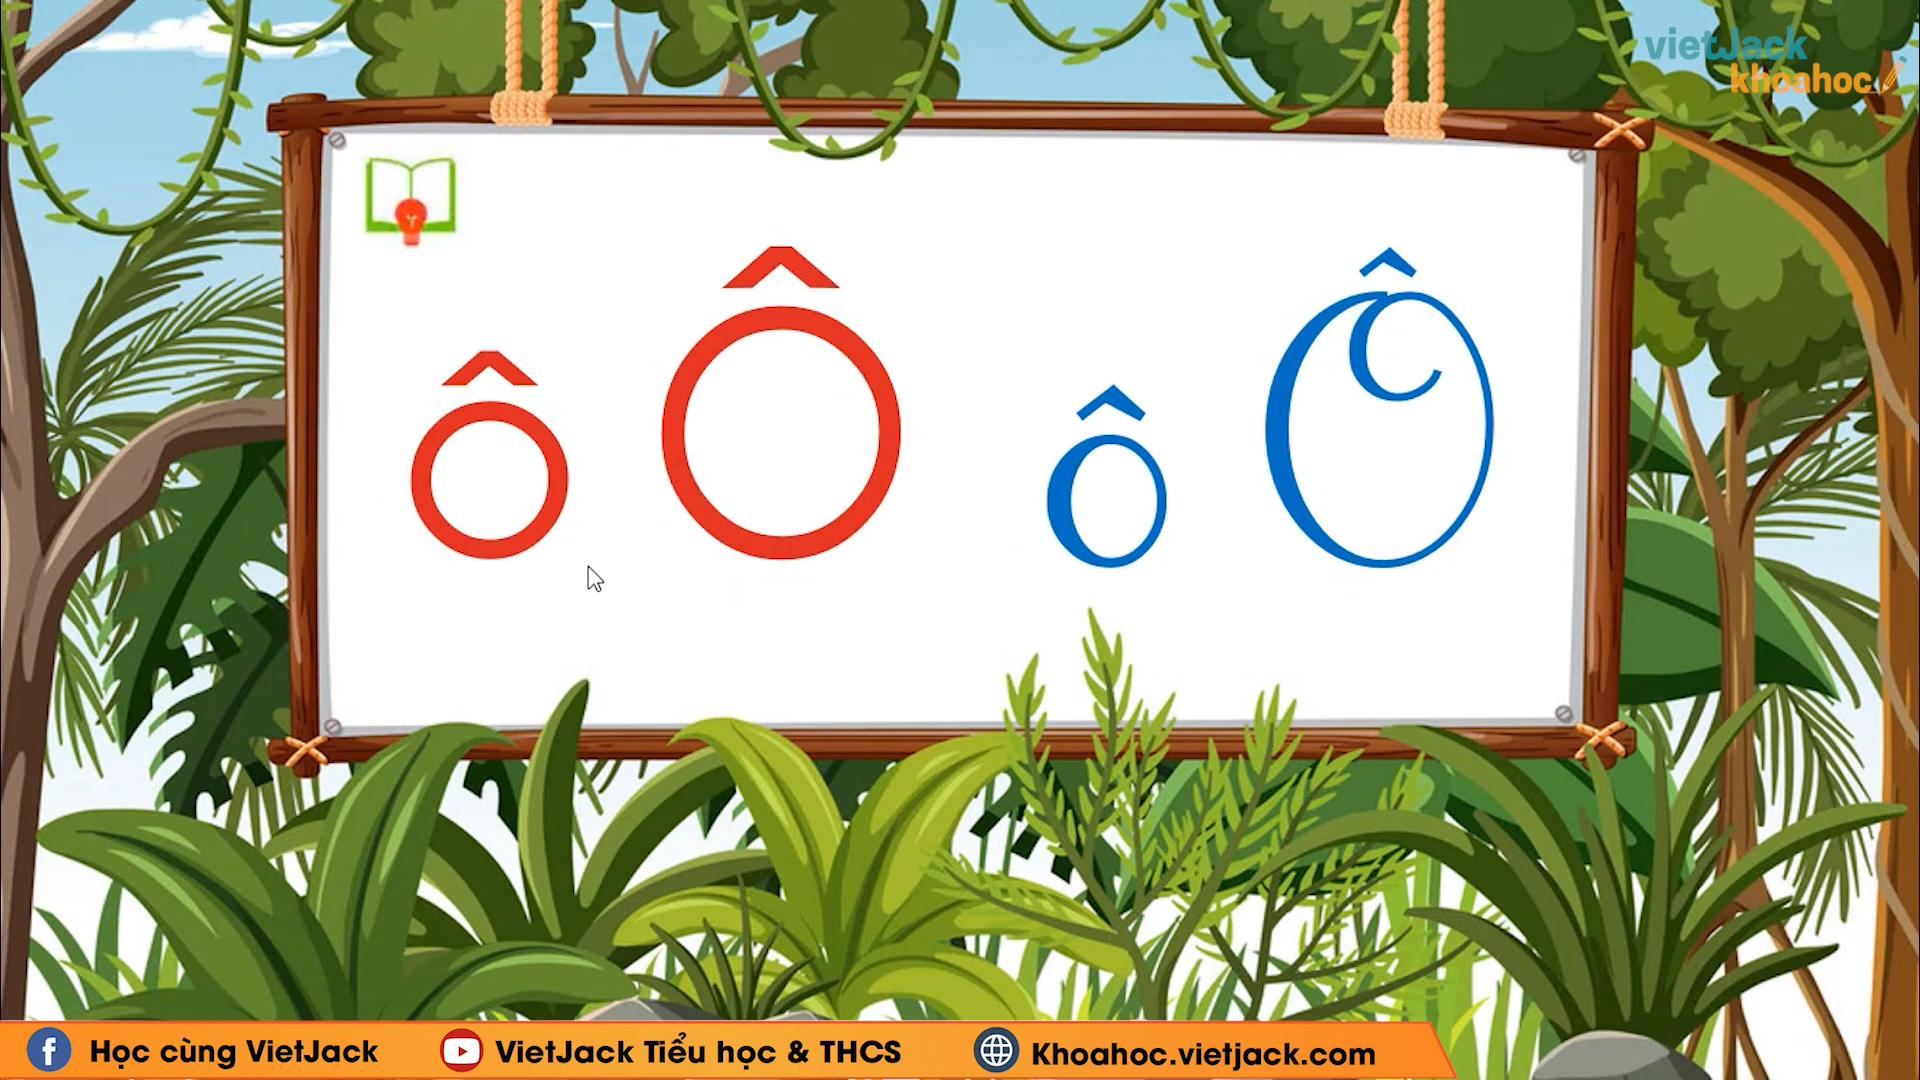 vietJack
khoahoc
ô Ô ô Ô
Học cùng VietJack
VietJack Tiểu học & THCS
Khoahoc.vietjack.com